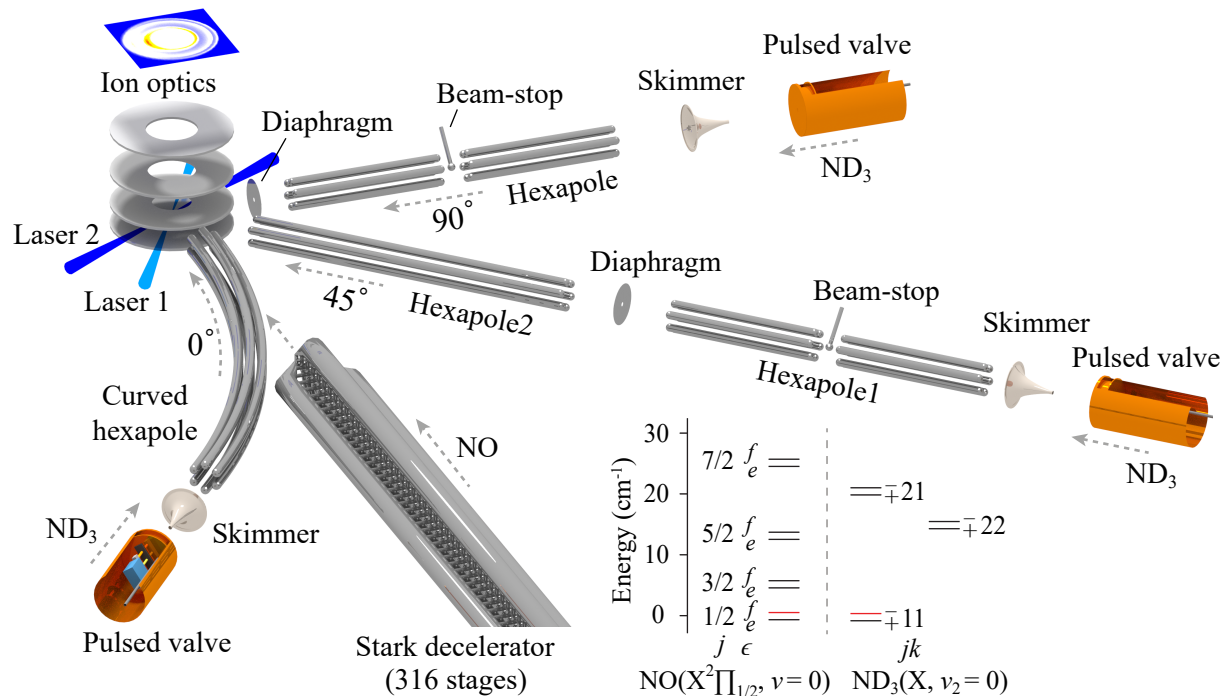 Ion optics
Diaphragm
Beam-stop
Skimmer
Pulsed valve
ND3
Hexapole
90°
Laser 2
Laser 1
45°
Hexapole2
Diaphragm
Beam-stop
Skimmer
Pulsed valve
Hexapole1
ND3
0°
Curved
hexapole
NO
ND3
Skimmer
Pulsed valve
Stark decelerator
(316 stages)
Energy (cm⁻¹)
30
20
10
0
7/2 f
e
5/2 f
e
3/2 f
e
1/2 f
e
j ϵ
NO(X²∏1/2, v = 0)
−
+21
−
+22
−
+11
jk
ND3(X, v2 = 0)